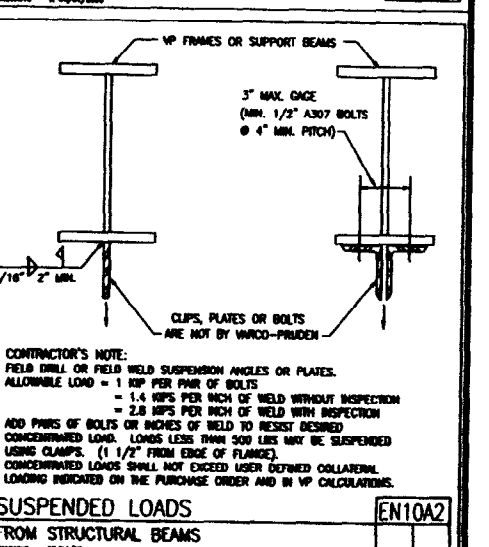 VP FRAMES OR SUPPORT BEAMS
3" MAX. GAGE
(MIN. 1/2" A307 BOLTS
@ 4" MIN. PITCH)
/16" 2" MIN.
CLIPS, PLATES OR BOLTS
ARE NOT BY VARCO-PRUDEN
CONTRACTOR'S NOTE:
FIELD DRILL OR FIELD WELD SUSPENSION ANGLES OR PLATES.
ALLOWABLE LOAD = 1 KIP PER PAIR OF BOLTS
= 1.4 KIPS PER INCH OF WELD WITHOUT INSPECTION
= 2.8 KIPS PER INCH OF WELD WITH INSPECTION
ADD PAIRS OF BOLTS OR INCHES OF WELD TO RESIST DESIRED
CONCENTRATED LOAD. LOADS LESS THAN 500 LBS MAY BE SUSPENDED
USING CLAMPS. (1 1/2" FROM EDGE OF FLANGE).
CONCENTRATED LOADS SHALL NOT EXCEED USER DEFINED COLLATERAL
LOADING INDICATED ON THE PURCHASE ORDER AND IN VP CALCULATIONS.
SUSPENDED LOADS
EN10A2
FROM STRUCTURAL BEAMS